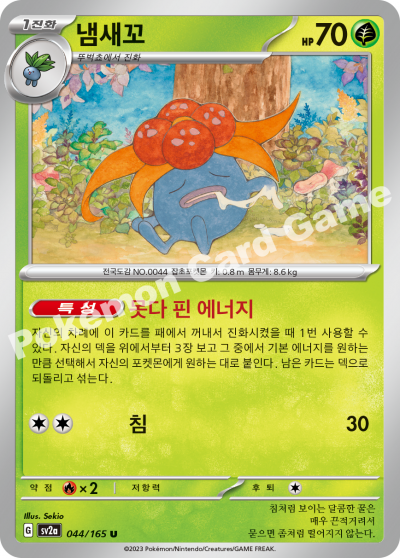 1진화
냄새꼬
HP 70
뚜벅쵸에서 진화
전국도감 NO.0044 잡초포켓몬 키: 0.8 m 몸무게: 8.6 kg
특성 돗다 핀 에너지
자신의 차례에 이 카드를 패에서 꺼내서 진화시켰을 때 1번 사용할 수
있다. 자신의 덱을 위에서부터 3장 보고 그 중에서 기본 에너지를 원하는
만큼 선택해서 자신의 포켓몬에게 원하는 대로 붙인다. 남은 카드는 덱으로
되돌리고 섞는다.
침 30
약점 ×2 저항력 후퇴
Illus. Sekio
G sv2a 044/165 U
침처럼 보이는 달콤한 꿀은
매우 끈적거려서
묻으면 좀처럼 떨어지지 않는다.
©2023 Pokémon/Nintendo/Creatures/GAME FREAK.
Pokémon Card Game